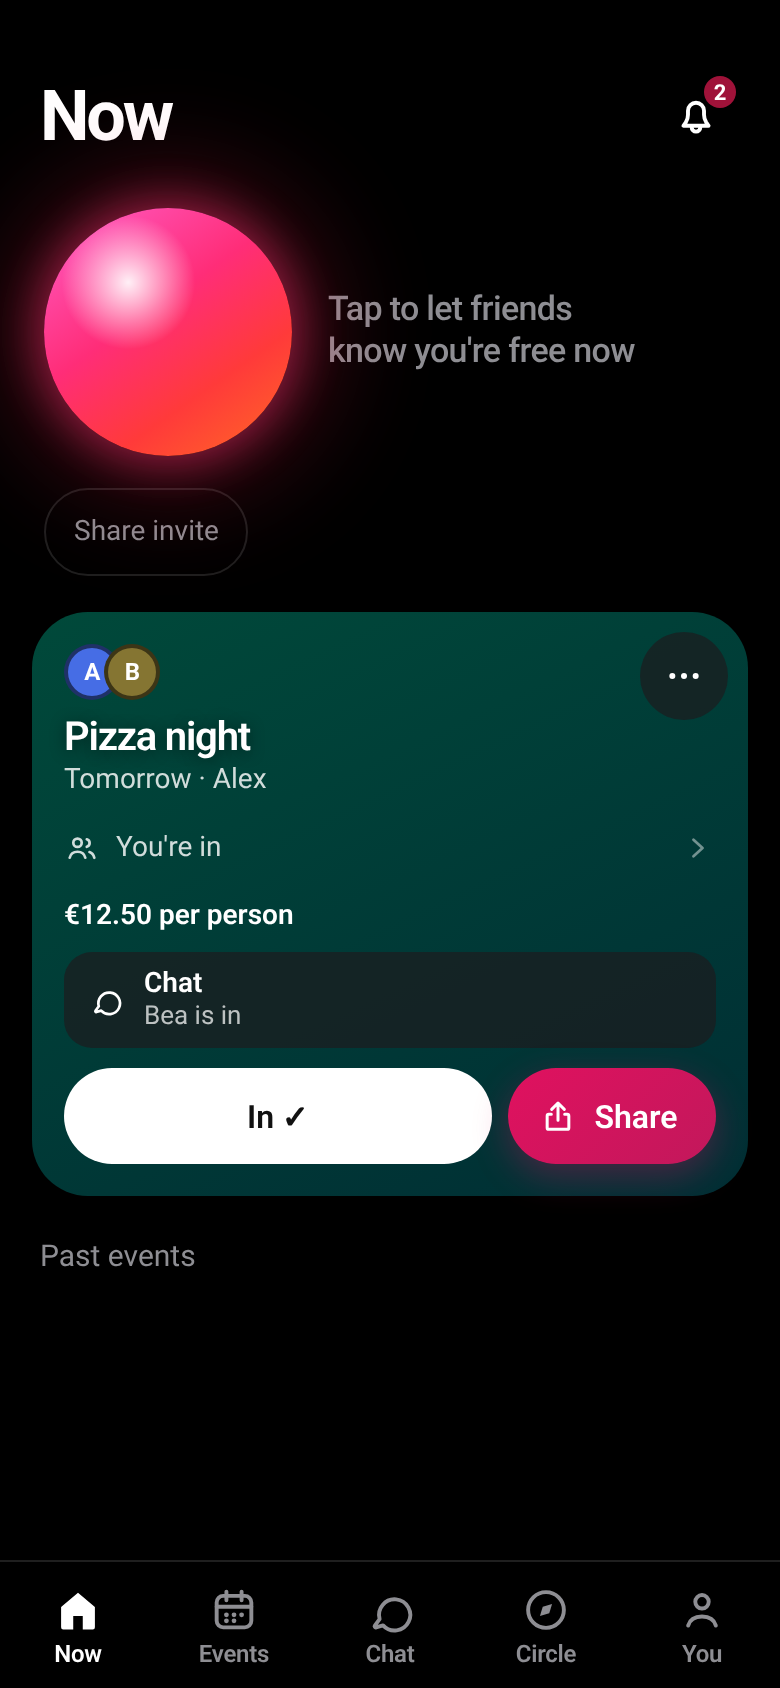 Now
2
Tap to let friends
know you're free now
Share invite
A B
Pizza night
Tomorrow · Alex
You're in
€12.50 per person
Chat
Bea is in
In ✓
Share
Past events
Now Events Chat Circle You